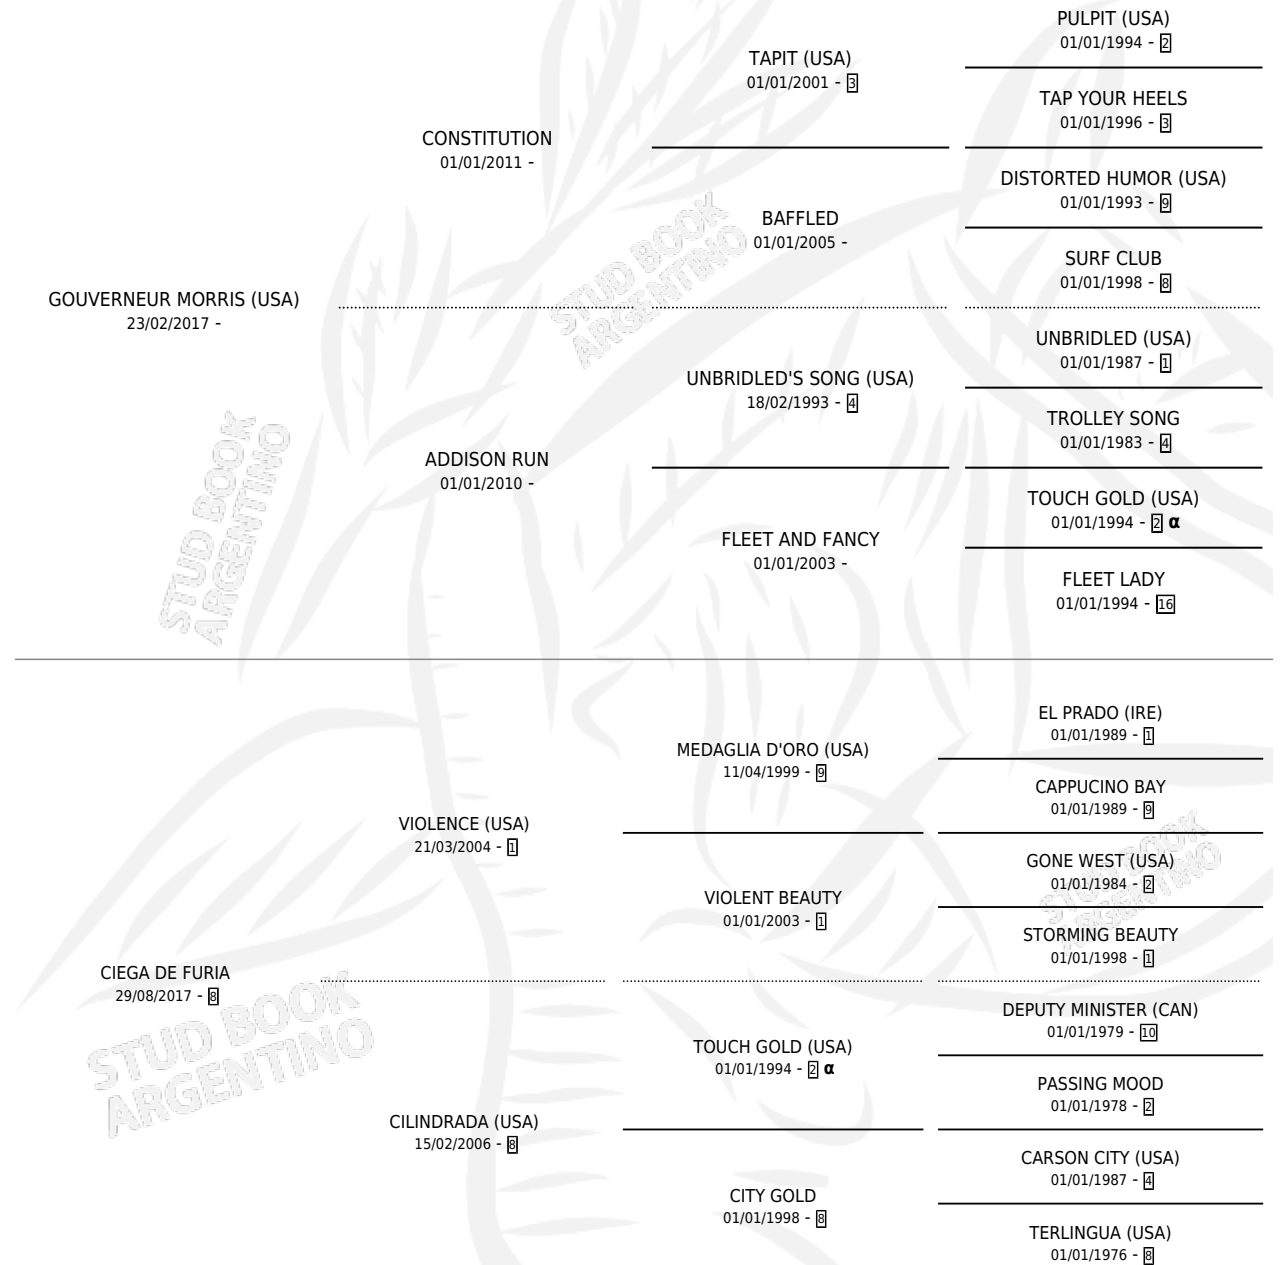 PULPIT (USA)
01/01/1994 - 2
TAPIT (USA)
01/01/2001 - 3
TAP YOUR HEELS
01/01/1996 - 3
CONSTITUTION
01/01/2011 -
DISTORTED HUMOR (USA)
01/01/1993 - 9
BAFFLED
01/01/2005 -
SURF CLUB
01/01/1998 - 8
GOUVERNEUR MORRIS (USA)
23/02/2017 -
UNBRIDLED (USA)
01/01/1987 - 1
UNBRIDLED'S SONG (USA)
18/02/1993 - 4
TROLLEY SONG
01/01/1983 - 4
ADDISON RUN
01/01/2010 -
TOUCH GOLD (USA)
01/01/1994 - 2 α
FLEET AND FANCY
01/01/2003 -
FLEET LADY
01/01/1994 - 16
EL PRADO (IRE)
01/01/1989 - 1
MEDAGLIA D'ORO (USA)
11/04/1999 - 9
CAPPUCINO BAY
01/01/1989 - 9
VIOLENCE (USA)
21/03/2004 - 1
GONE WEST (USA)
01/01/1984 - 2
VIOLENT BEAUTY
01/01/2003 - 1
STORMING BEAUTY
01/01/1998 - 1
CIEGA DE FURIA
29/08/2017 - 8
DEPUTY MINISTER (CAN)
01/01/1979 - 10
TOUCH GOLD (USA)
01/01/1994 - 2 α
PASSING MOOD
01/01/1978 - 2
CILINDRADA (USA)
15/02/2006 - 8
CARSON CITY (USA)
01/01/1987 - 4
CITY GOLD
01/01/1998 - 8
TERLINGUA (USA)
01/01/1976 - 8
STUD BOOK
ARGENTINO
STUD BOOK
ARGENTINO
STUD BOOK
ARGENTINO
STUD BOOK
ARGENTINO